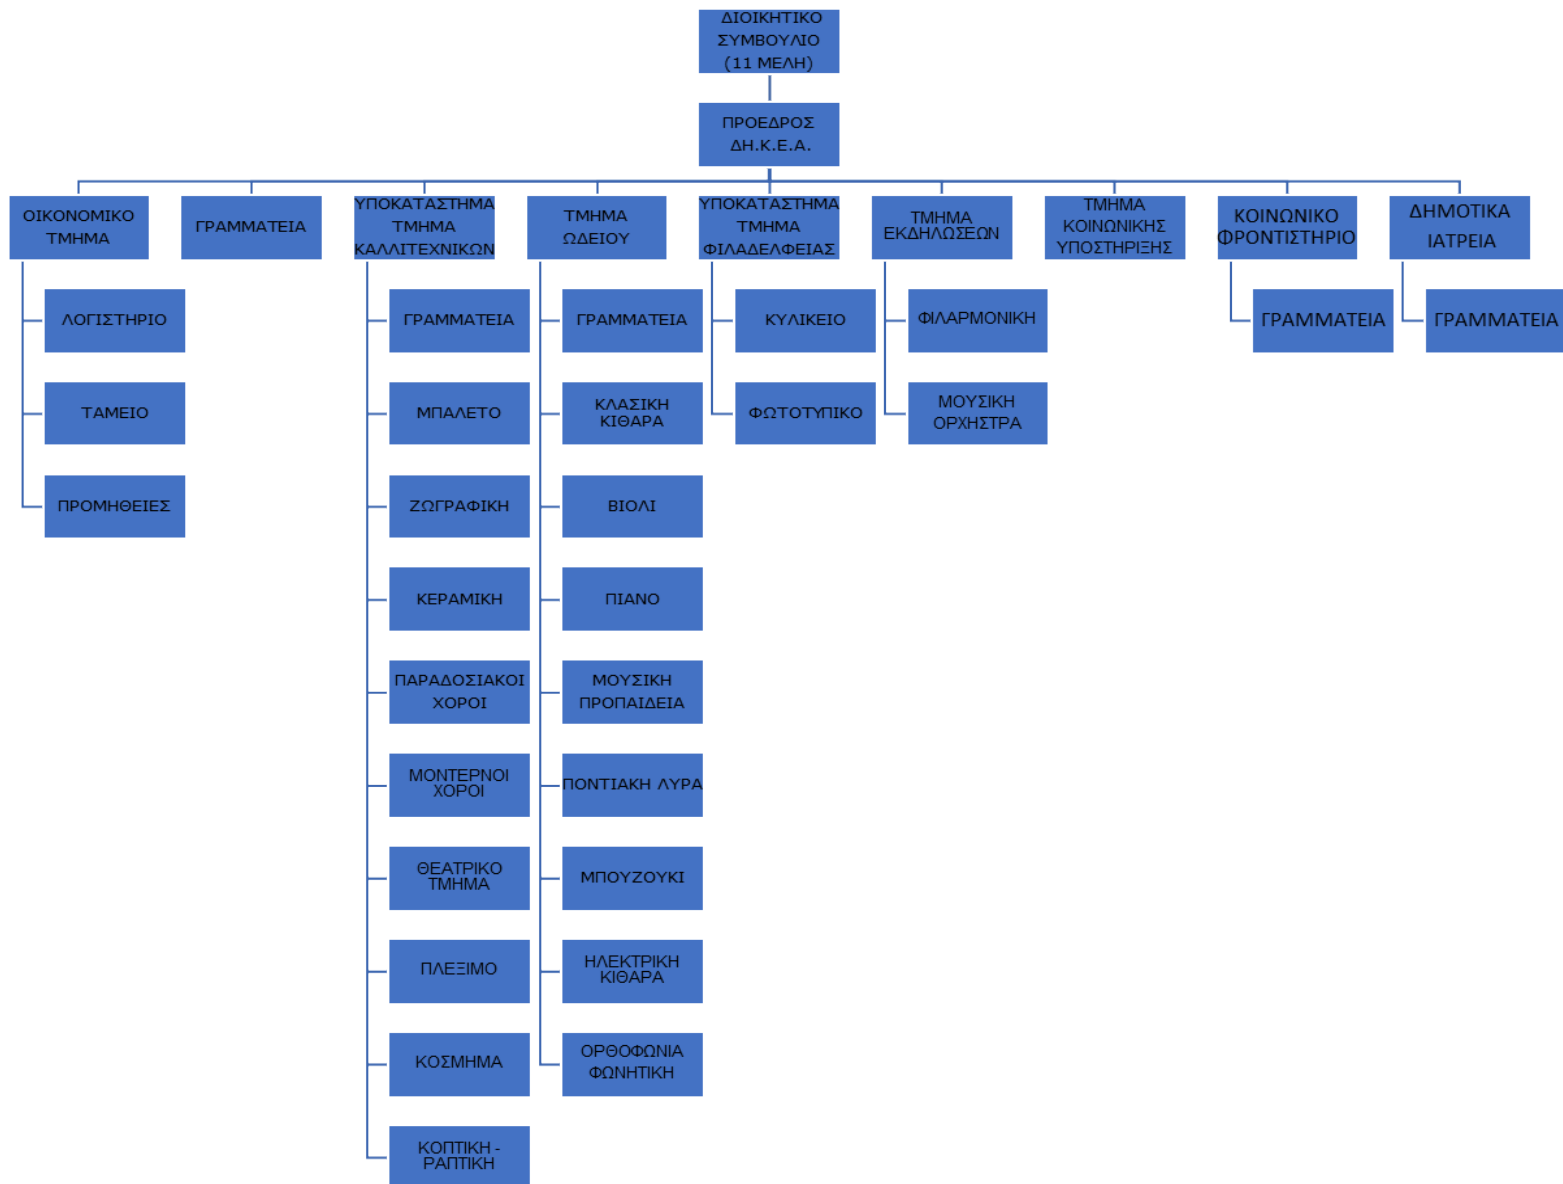 ΔΙΟΙΚΗΤΙΚΟ
ΣΥΜΒΟΥΛΙΟ
(11 ΜΕΛΗ)
ΠΡΟΕΔΡΟΣ
ΔΗ.Κ.Ε.Α.
ΟΙΚΟΝΟΜΙΚΟ
ΤΜΗΜΑ
ΛΟΓΙΣΤΗΡΙΟ
ΤΑΜΕΙΟ
ΠΡΟΜΗΘΕΙΕΣ
ΓΡΑΜΜΑΤΕΙΑ
ΥΠΟΚΑΤΑΣΤΗΜΑ
ΤΜΗΜΑ
ΚΑΛΛΙΤΕΧΝΙΚΩΝ
ΓΡΑΜΜΑΤΕΙΑ
ΜΠΑΛΕΤΟ
ΖΩΓΡΑΦΙΚΗ
ΚΕΡΑΜΙΚΗ
ΠΑΡΑΔΟΣΙΑΚΟΙ
ΧΟΡΟΙ
ΜΟΝΤΕΡΝΟΙ
ΧΟΡΟΙ
ΘΕΑΤΡΙΚΟ
ΤΜΗΜΑ
ΠΛΕΞΙΜΟ
ΚΟΣΜΗΜΑ
ΚΟΠΤΙΚΗ -
ΡΑΠΤΙΚΗ
ΤΜΗΜΑ
ΩΔΕΙΟΥ
ΓΡΑΜΜΑΤΕΙΑ
ΚΛΑΣΙΚΗ
ΚΙΘΑΡΑ
ΒΙΟΛΙ
ΠΙΑΝΟ
ΜΟΥΣΙΚΗ
ΠΡΟΠΑΙΔΕΙΑ
ΠΟΝΤΙΑΚΗ ΛΥΡΑ
ΜΠΟΥΖΟΥΚΙ
ΗΛΕΚΤΡΙΚΗ
ΚΙΘΑΡΑ
ΟΡΘΟΦΩΝΙΑ
ΦΩΝΗΤΙΚΗ
ΥΠΟΚΑΤΑΣΤΗΜΑ
ΤΜΗΜΑ
ΦΙΛΑΔΕΛΦΕΙΑΣ
ΚΥΛΙΚΕΙΟ
ΦΩΤΟΤΥΠΙΚΟ
ΤΜΗΜΑ
ΕΚΔΗΛΩΣΕΩΝ
ΦΙΛΑΡΜΟΝΙΚΗ
ΜΟΥΣΙΚΗ
ΟΡΧΗΣΤΡΑ
ΤΜΗΜΑ
ΚΟΙΝΩΝΙΚΗΣ
ΥΠΟΣΤΗΡΙΞΗΣ
ΚΟΙΝΩΝΙΚΟ
ΦΡΟΝΤΙΣΤΗΡΙΟ
ΓΡΑΜΜΑΤΕΙΑ
ΔΗΜΟΤΙΚΑ
ΙΑΤΡΕΙΑ
ΓΡΑΜΜΑΤΕΙΑ